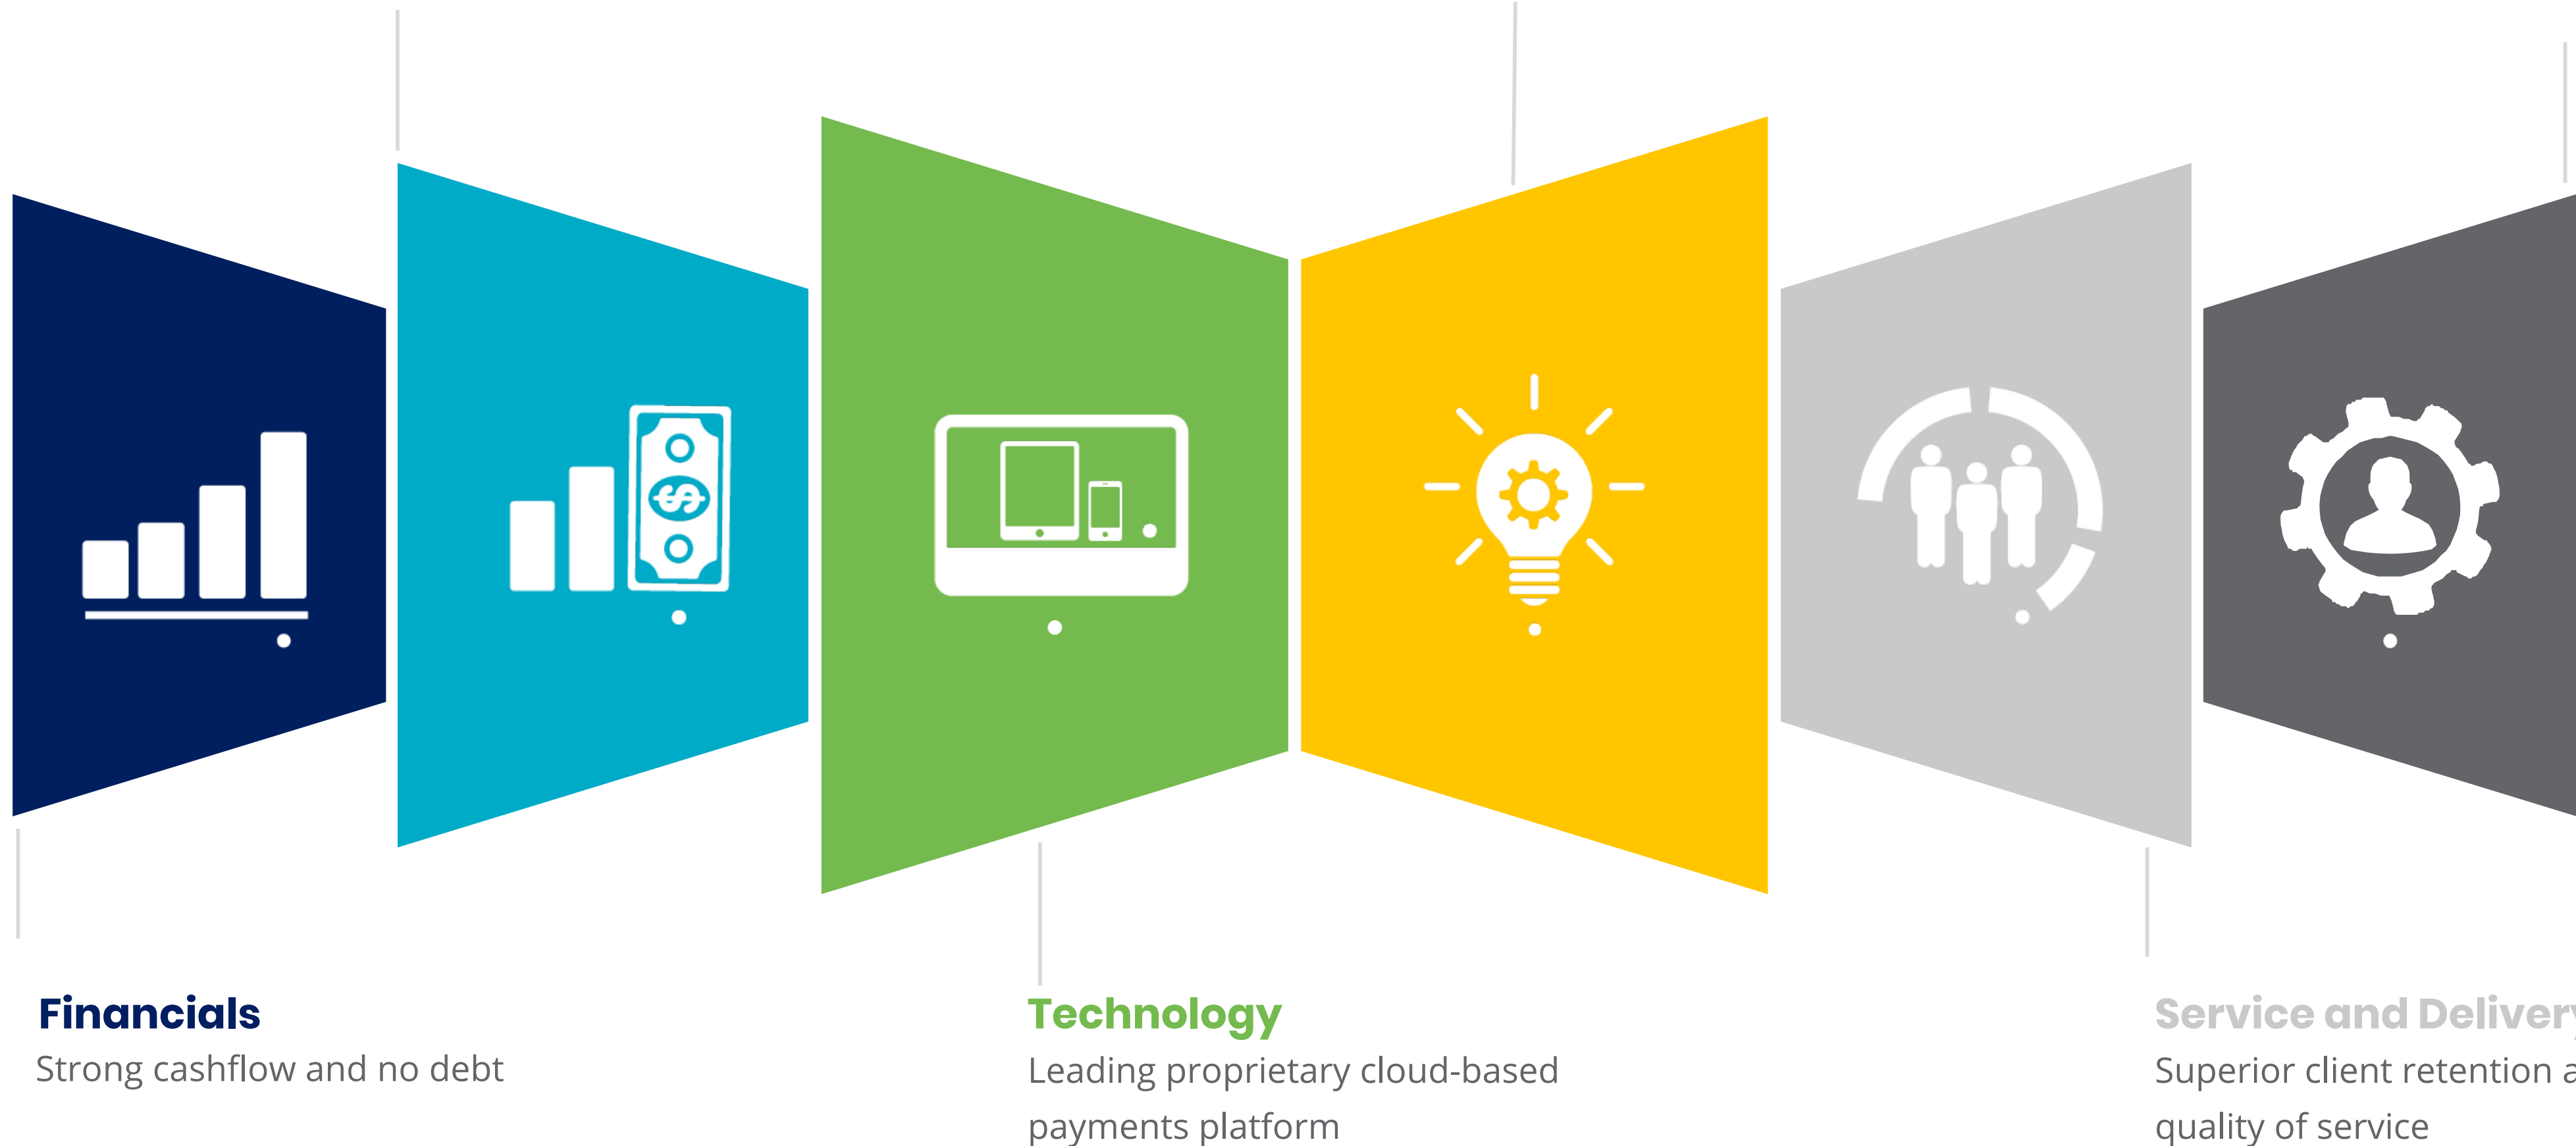 Financials
Strong cashflow and no debt
Technology
Leading proprietary cloud-based
payments platform
Service and Delivery
Superior client retention
quality of service